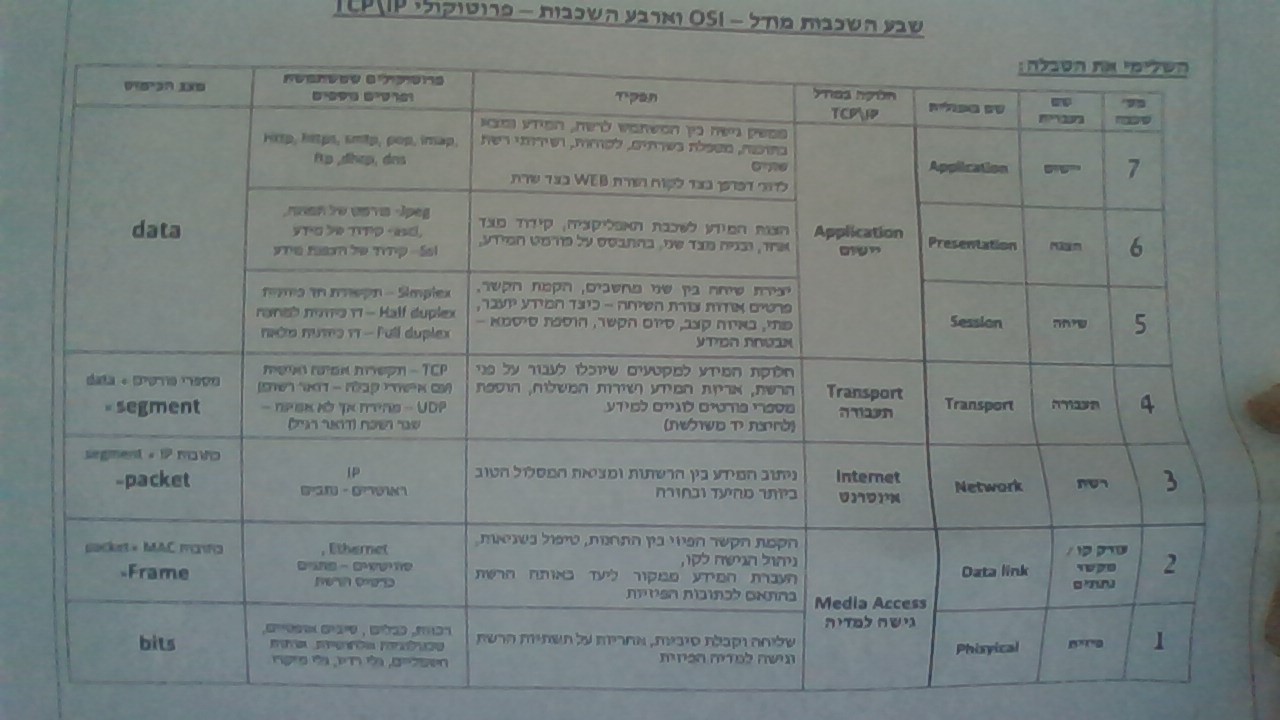 שבע השכבות מודל – OSI וארבע השכבות – פרוטוקולי TCP\IP
השלימי את הטבלה:
מס' שכבה
שם בעברית
שם באנגלית
חלוקה במודל
TCP\IP
תפקיד
פרוטוקולים שמשתמשת
ופרטים נוספים
מצב הביטוש
7
יישום
Application
Application
יישום
ממשק גישה בין המשתמש לרשת, המידע נמצא
בתוכנה, מטפלת בשרתים, לקוחות, ושירותי רשת
שונים
לדוג' דפדפן בצד לקוח ושרת WEB בצד שרת
Http, https, smtp, pop, imap,
ftp ,dhcp, dns
data
6
הצגה
Presentation
הצגת המידע לשכבת האפליקציה, קידוד מצד
אחד, ובניה מצד שני, בהתבסס על פורמט המידע,
Jpeg- פורמט של תמונה,
ascI- קידוד של מידע,
Ssl – קידוד של הצפנת מידע
5
שיחה
Session
יצירת שיחה בין שני מחשבים, הקמת הקשר,
פרטים אודות צורת השיחה – כיצד המידע יועבר,
מתי, באיזה קצב, סיום הקשר, הוספת סיסמא –
אבטחת המידע
Simplex – תקשורת חד כיוונית
Half duplex – דו כיוונית למחצה
Full duplex – דו כיוונית מלאה
4
תעבורה
Transport
Transport
תעבורה
חלוקת המידע למקטעים שיוכלו לעבור על פני
הרשת, אריזת המידע ושירות המשלוח, הוספת
מספרי פורטים לוגיים למידע.
(לחיצת יד משולשת)
TCP – תקשורת אמינה ואיטית
(עם אישורי קבלה – דואר רשום)
UDP – מהירה אך לא אמינה –
שגר ושכח (דואר רגיל)
מספרי פורטים + data
= segment
3
רשת
Network
Internet
אינטרנט
ניתוב המידע בין הרשתות ומציאת המסלול הטוב
ביותר מהיעד ובחזרה
IP
ראוטרים - נתבים
כתובות IP + segment
=packet
2
ערוץ קו /
מקשר
נתונים
Data link
Media Access
גישה למדיה
הקמת הקשר הפיזי בין התחנות, טיפול בשגיאות,
ניהול הגישה לקו,
העברת המידע ממקור ליעד באותה הרשת
בהתאם לכתובות הפיזיות
Ethernet ,
סוויטשים – מתגים
כרטיס הרשת
כתובות MAC +packet
=Frame
1
פיזית
Phisyical
שליחה וקבלת סיביות, אחריות על תשתיות הרשת
וגישה למדיה הפיזית
רכזות, כבלים , סיבים אופטיים,
טכנולוגיות אלחוטיות, אותות
חשמליים, גלי רדיו, גלי מיקרו
bits